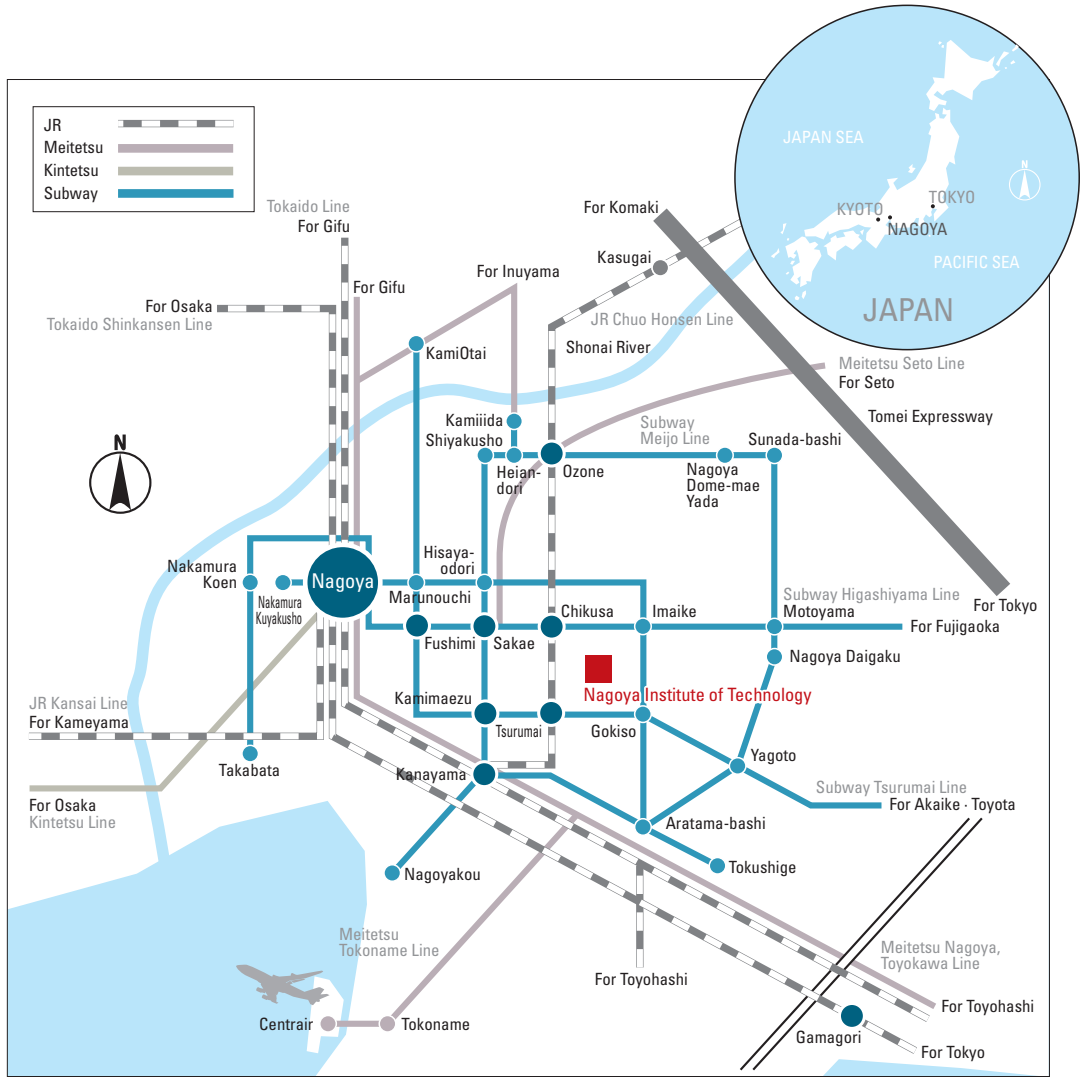 JAPAN SEA
N
TOKYO
KYOTO
NAGOYA
PACIFIC SEA
JAPAN
JR
Meitetsu
Kintetsu
Subway
Tokaido Line
For Gifu
For Komaki
Kasugai
For Inuyama
For Gifu
For Osaka
Tokaido Shinkansen Line
JR Chuo Honsen Line
Shonai River
KamiOtai
Meitetsu Seto Line
For Seto
Tomei Expressway
Kamiiida
Shiyakusho
Subway
Meijo Line
Sunada-bashi
N
Heian-
dori
Ozone
Nagoya
Dome-mae
Yada
Hisaya-
odori
Nakamura
Koen
Nagoya
Nakamura
Kuyakusho
Marunouchi
Chikusa
Imaike
Subway Higashiyama Line
Motoyama
For Tokyo
For Fujigaoka
Fushimi
Sakae
Nagoya Daigaku
Nagoya Institute of Technology
Kamimaezu
JR Kansai Line
For Kameyama
Tsurumai
Gokiso
Takabata
Kanayama
Yagoto
Subway Tsurumai Line
For Akaike · Toyota
For Osaka
Kintetsu Line
Aratama-bashi
Nagoyakou
Tokushige
Meitetsu
Tokoname Line
Meitetsu Nagoya,
Toyokawa Line
For Toyohashi
For Toyohashi
Centrair
Tokoname
Gamagori
For Tokyo